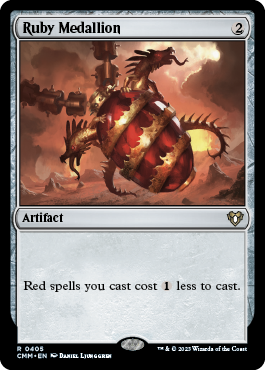 Ruby Medallion 2
Artifact
Red spells you cast cost 1 less to cast.
R 0405
CMM • EN Daniel Ljunggren
™ & © 2023 Wizards of the Coast